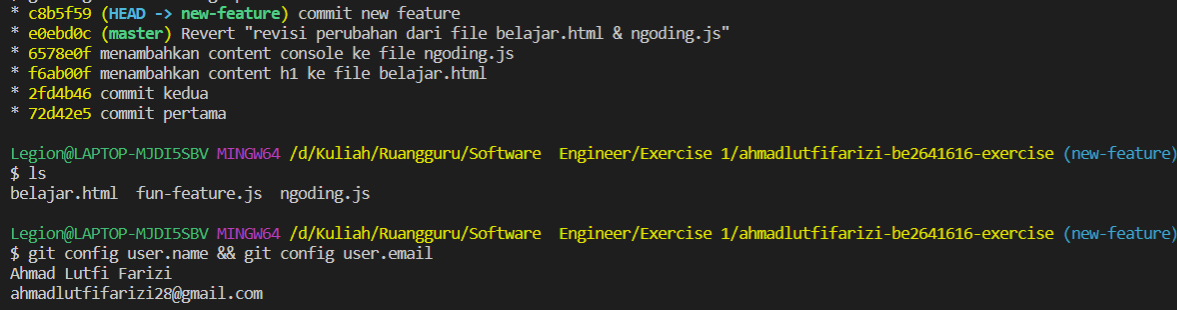 * c8b5f59 (HEAD -> new-feature) commit new feature
* e0ebd0c (master) Revert "revisi perubahan dari file belajar.html & ngoding.js"
* 6578e0f menambahkan content console ke file ngoding.js
* f6ab00f menambahkan content h1 ke file belajar.html
* 2fd4b46 commit kedua
* 72d42e5 commit pertama
Legion@LAPTOP-MJDI5SBV MINGW64 /d/Kuliah/Ruangguru/Software  Engineer/Exercise 1/ahmadlutfifarizi-be2641616-exercise (new-feature)
$ ls
belajar.html  fun-feature.js  ngoding.js
Legion@LAPTOP-MJDI5SBV MINGW64 /d/Kuliah/Ruangguru/Software  Engineer/Exercise 1/ahmadlutfifarizi-be2641616-exercise (new-feature)
$ git config user.name && git config user.email
Ahmad Lutfi Farizi
ahmadlutfifarizi28@gmail.com